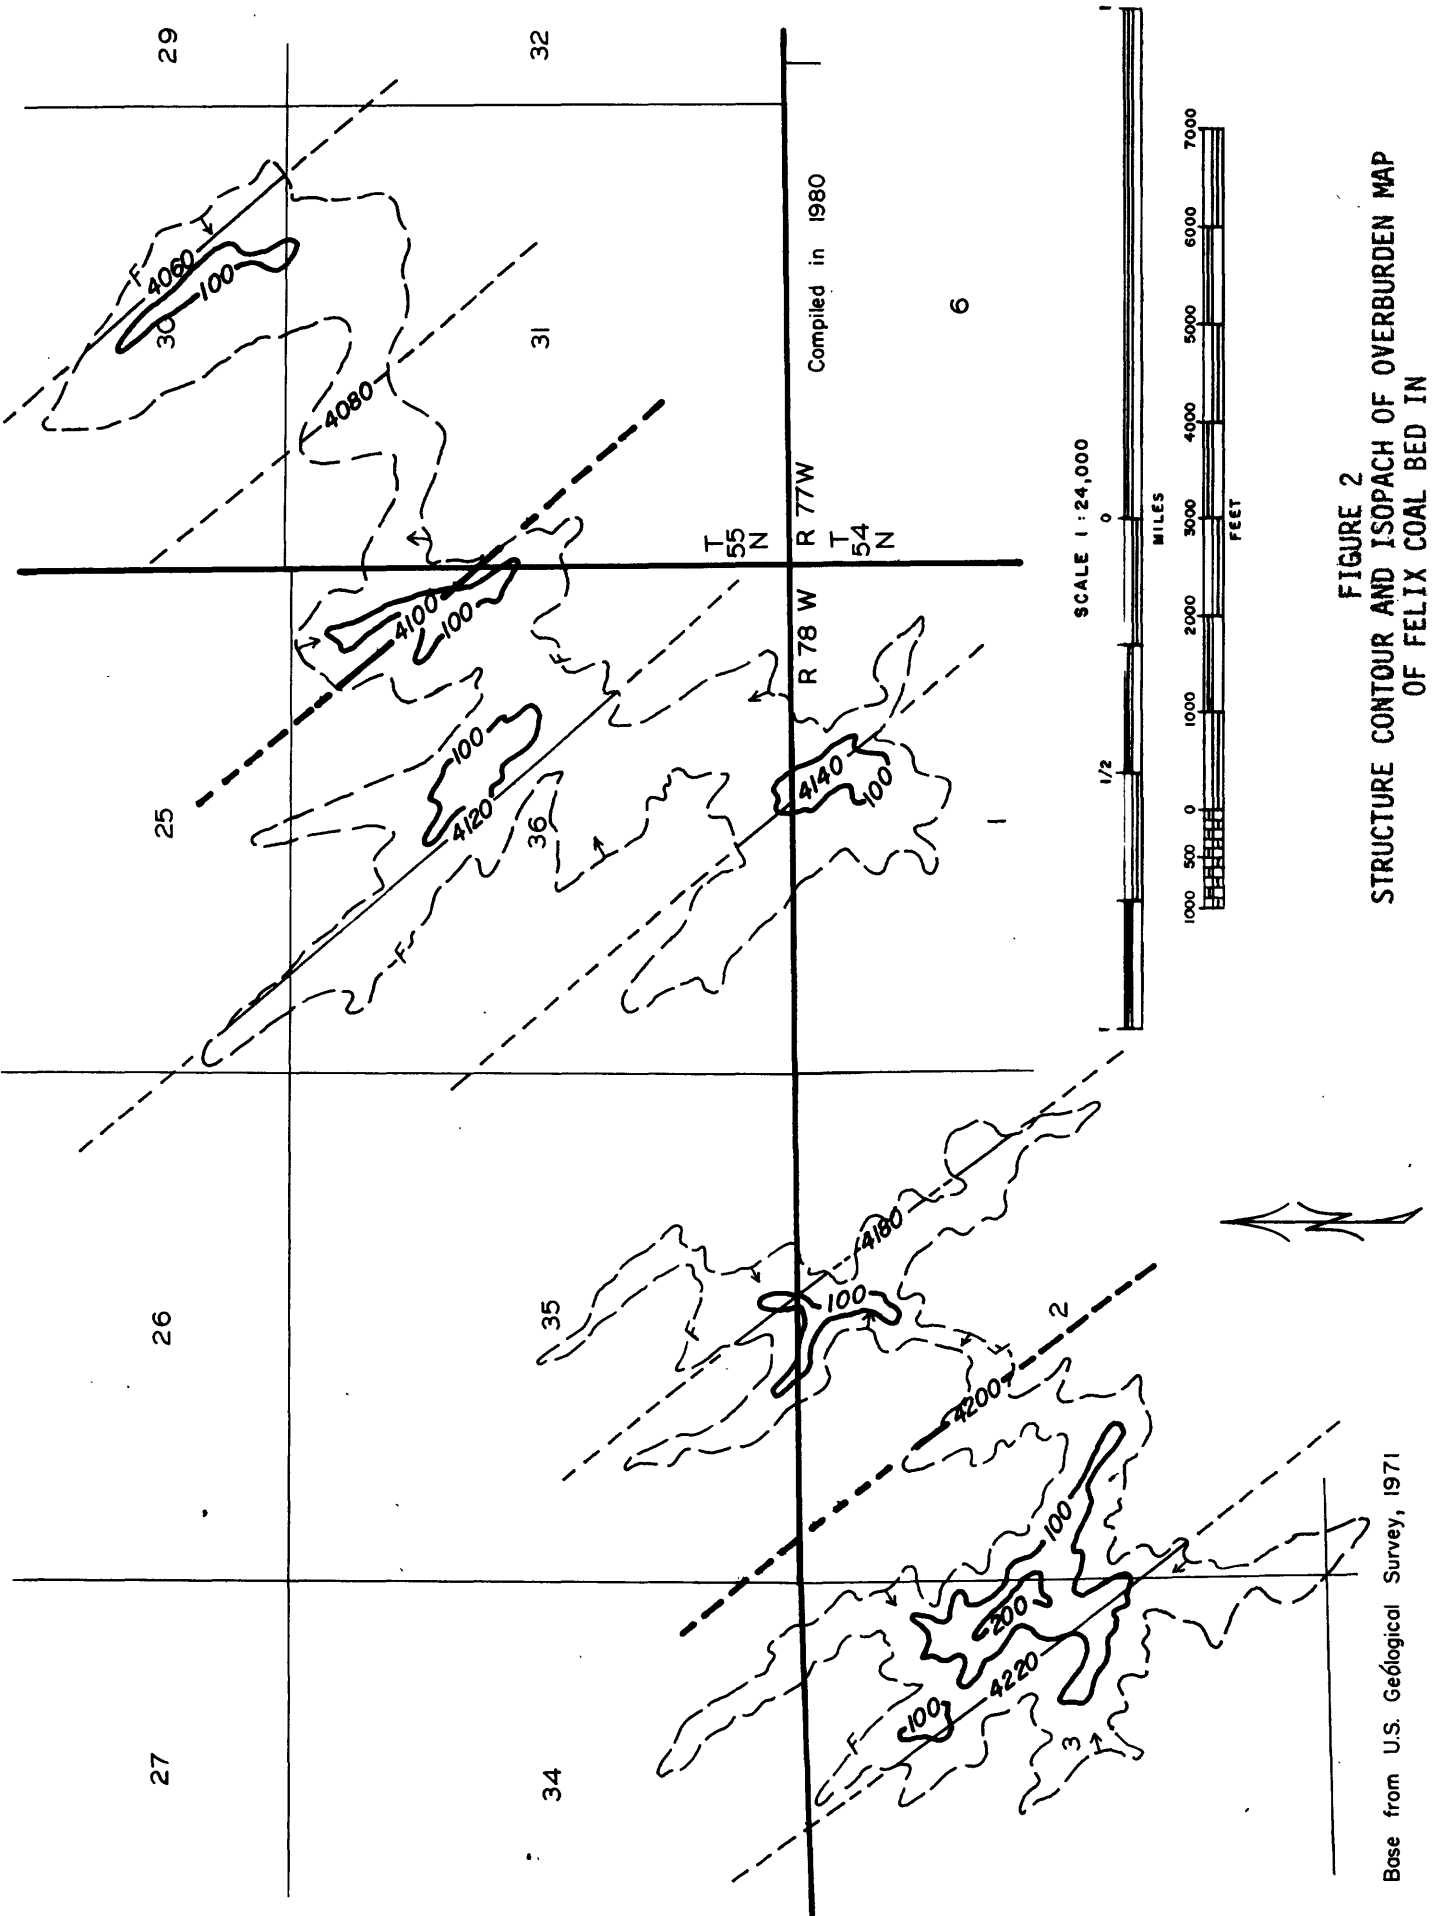 27
26
25
30
29
F
4060
100
34
35
36
31
32
4080
4100
100
100
4120
F
F
F
T
55
N
R 78 W
R 77W
T
54
N
Compiled in 1980
4140
100
1
6
F
3
2
100
4180
4200
100
200
100
4220
SCALE 1:24,000
1
1/2
0
1
MILES
1000
500
0
1000
2000
3000
4000
5000
6000
7000
FEET
Base from U.S. Geological Survey, 1971
FIGURE 2
STRUCTURE CONTOUR AND ISOPACH OF OVERBURDEN MAP
OF FELIX COAL BED IN